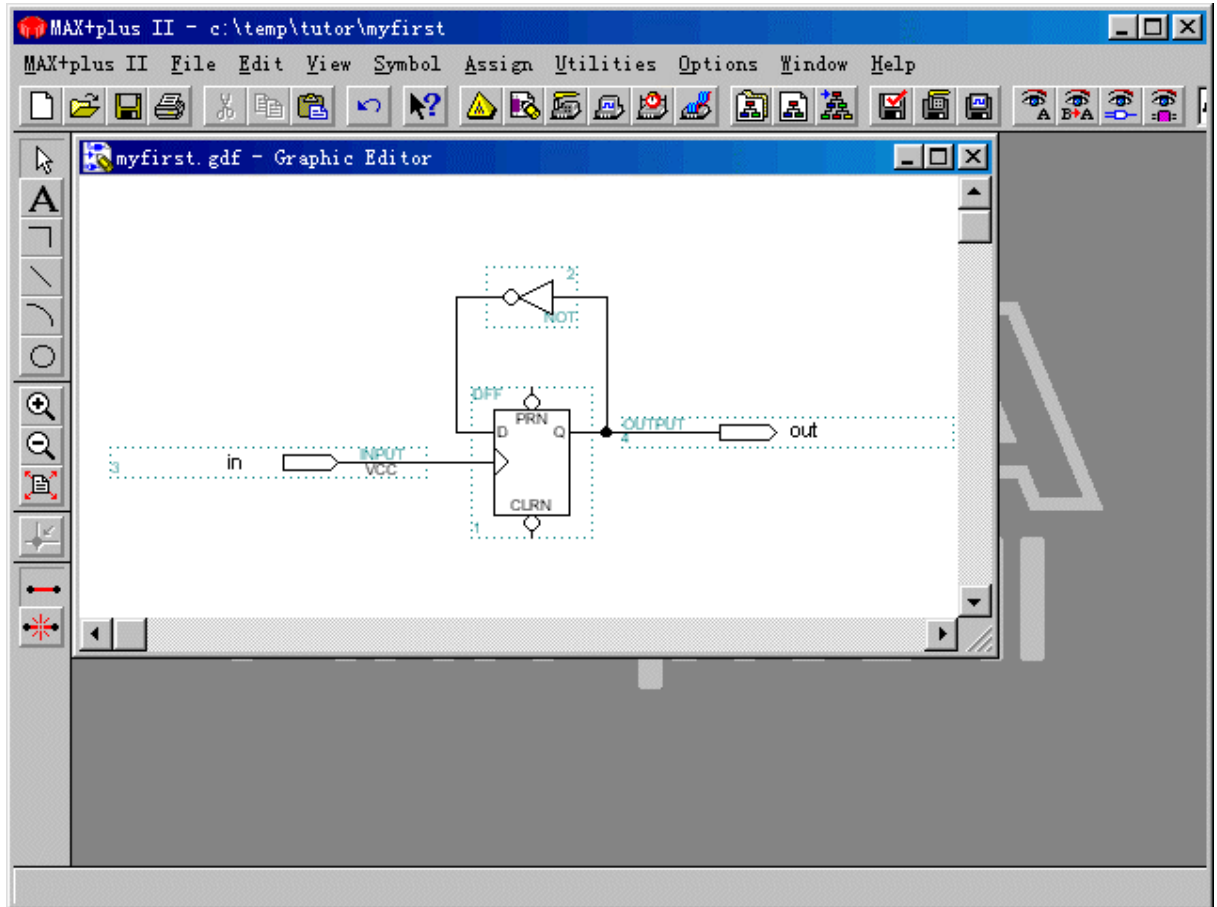 MAX+plus II - c:\temp\tutor\myfirst
MAX+plus II File Edit View Symbol Assign Utilities Options Window Help
A B→A
myfirst.gdf - Graphic Editor
A
2
NOT
DFF
PRN
D Q
OUTPUT
4
out
3
in
INPUT
VCC
CLRN
1